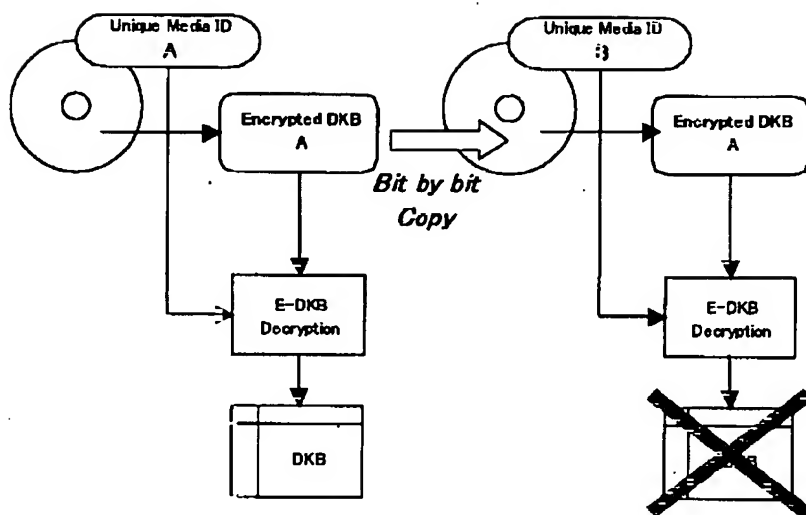 Unique Media ID
A
Encrypted DKB
A
E-DKB
Decryption
DKB
Bit by bit
Copy
Unique Media ID
B
Encrypted DKB
A
E-DKB
Decryption